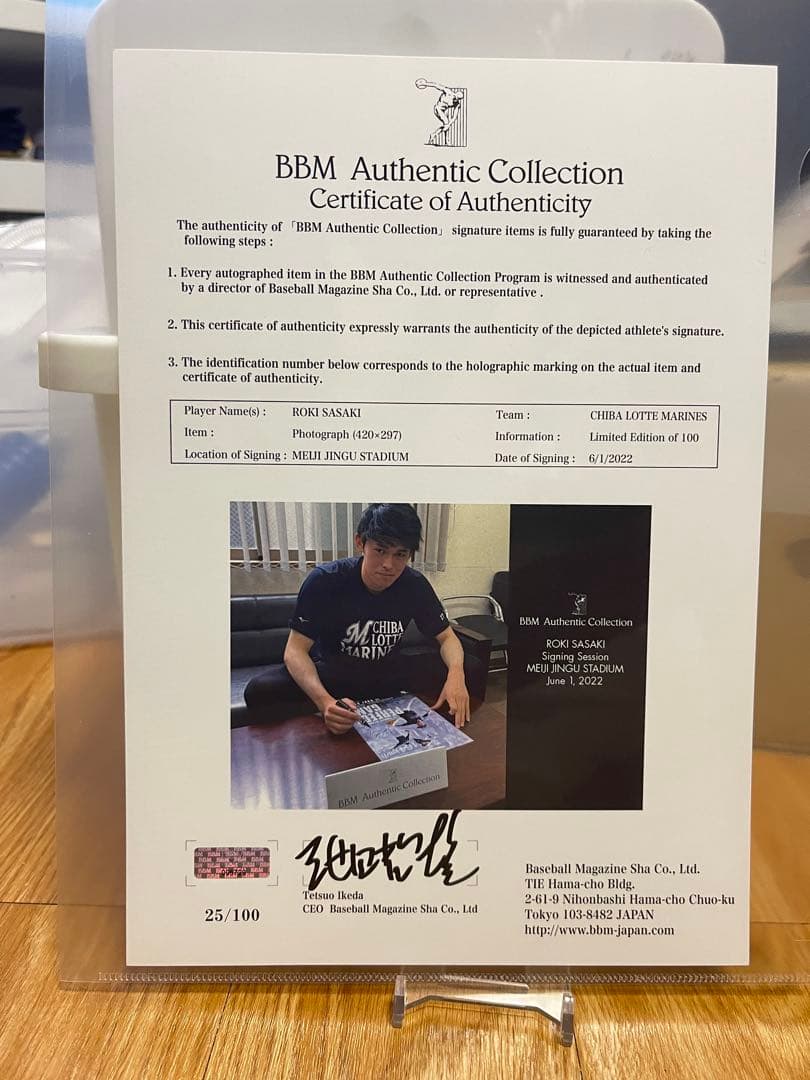 BBM Authentic Collection
Certificate of Authenticity
The authenticity of 「BBM Authentic Collection」 signature items is fully guaranteed by taking the
following steps :
1. Every autographed item in the BBM Authentic Collection Program is witnessed and authenticated
by a director of Baseball Magazine Sha Co., Ltd. or representative .
2. This certificate of authenticity expressly warrants the authenticity of the depicted athlete's signature.
3. The identification number below corresponds to the holographic marking on the actual item and
certificate of authenticity.
Player Name(s) : ROKI SASAKI Team : CHIBA LOTTE MARINES
Item : Photograph (420×297) Information : Limited Edition of 100
Location of Signing : MEIJI JINGU STADIUM Date of Signing : 6/1/2022
CHIBA
LOTTE
MARINES
BBM Authentic Collection
BBM Authentic Collection
ROKI SASAKI
Signing Session
MEIJI JINGU STADIUM
June 1, 2022
25/100
Tetsuo Ikeda
CEO Baseball Magazine Sha Co., Ltd
Baseball Magazine Sha Co., Ltd.
TIE Hama-cho Bldg.
2-61-9 Nihonbashi Hama-cho Chuo-ku
Tokyo 103-8482 JAPAN
http://www.bbm-japan.com